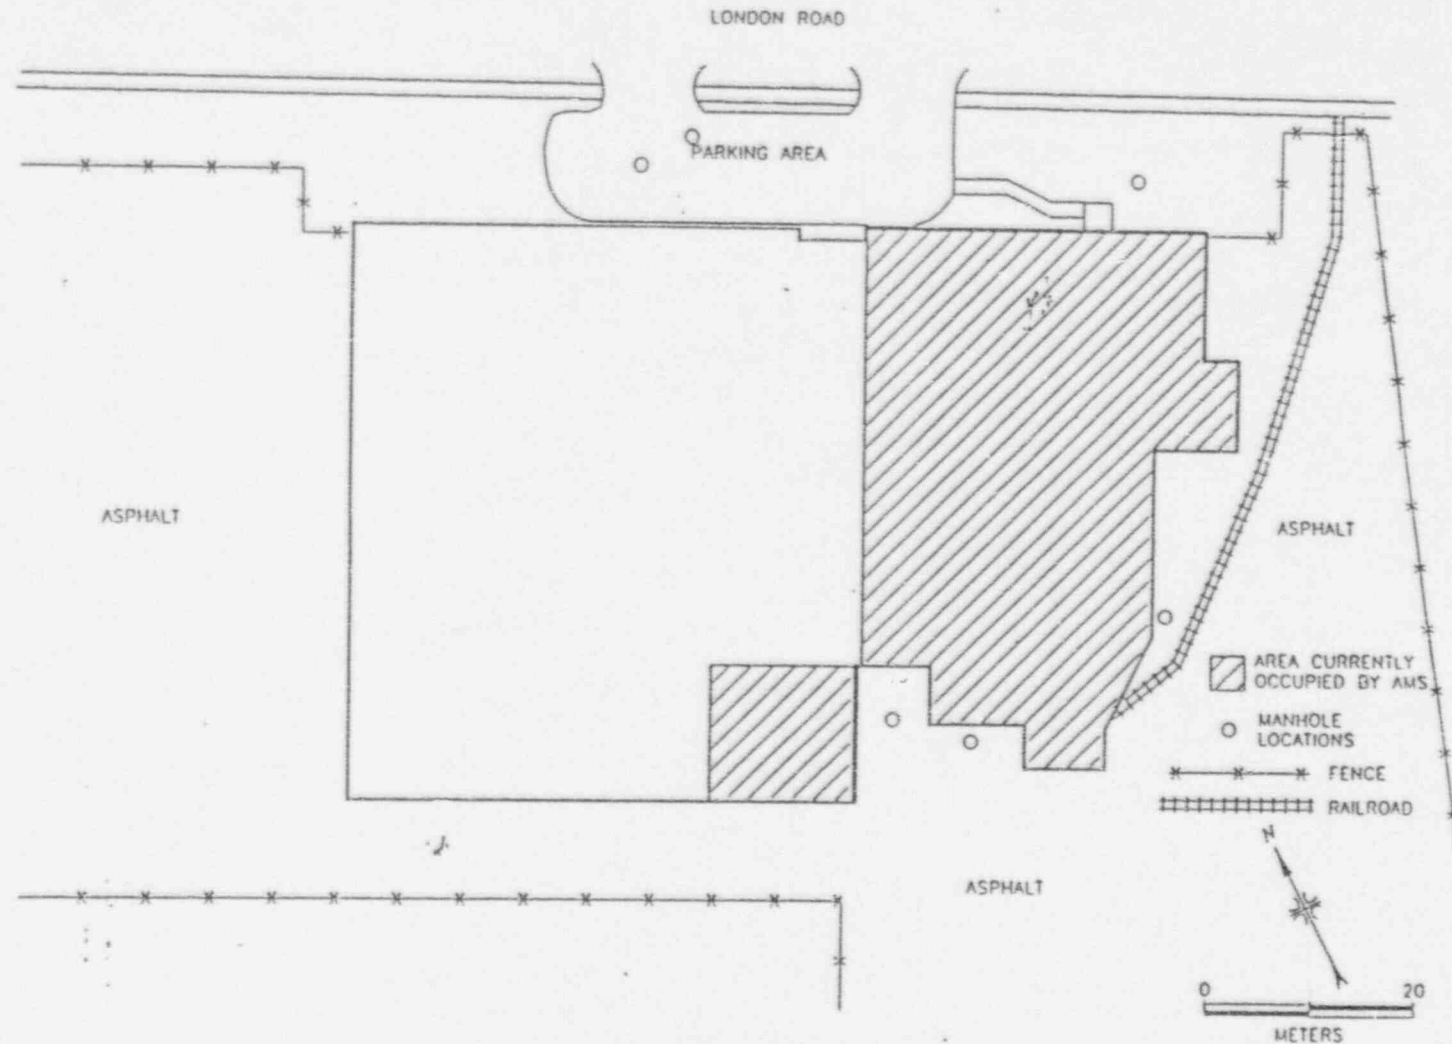 LONDON ROAD
PARKING AREA
ASPHALT
ASPHALT
AREA CURRENTLY
OCCUPIED BY AMS
MANHOLE
LOCATIONS
FENCE
RAILROAD
N
ASPHALT
0 20
METERS